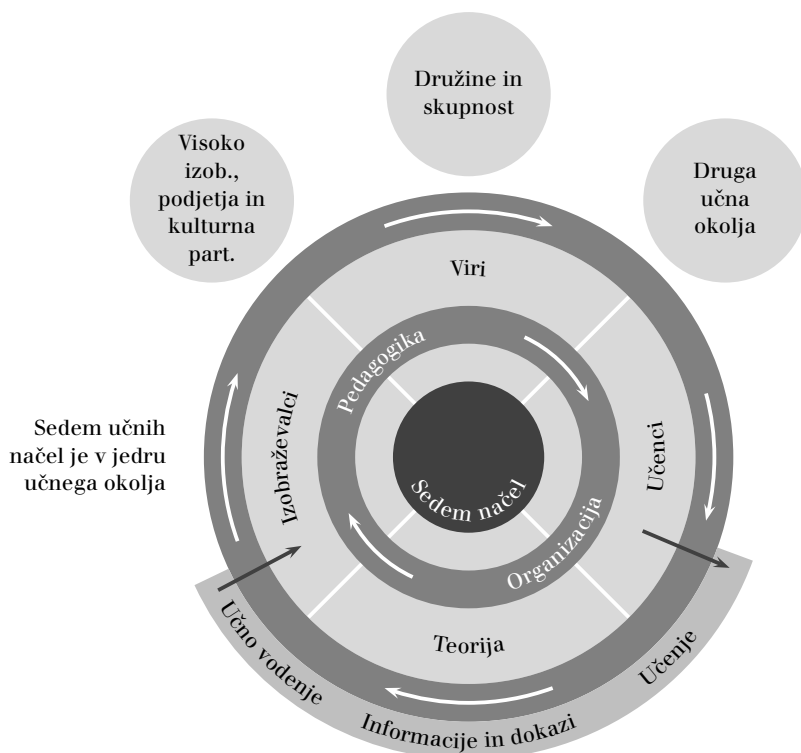 Družine in
skupnost
Visoko
izob.,
podjetja in
kulturna
part.
Druga
učna
okolja
Viri
Pedagogika
Izobraževalci
Učenci
Sedem učnih
načel je v jedru
učnega okolja
Sedem načel
Organizacija
Teorija
Učno vodenje
Informacije in dokazi
Učenje